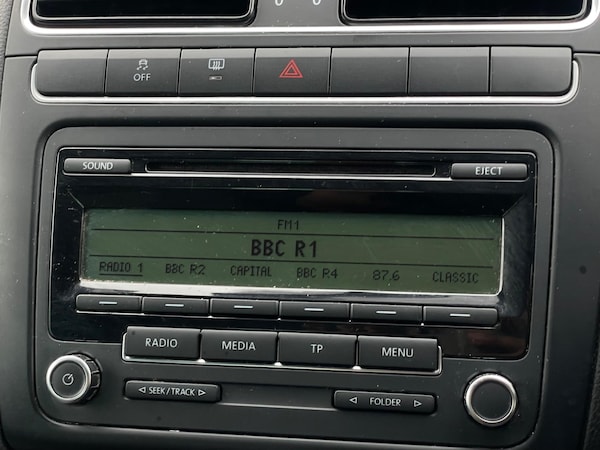 OFF
SOUND
EJECT
FM1
BBC R1
RADIO 1 BBC R2 CAPITAL BBC R4 87.6 CLASSIC
RADIO MEDIA TP MENU
SEEK/TRACK
FOLDER